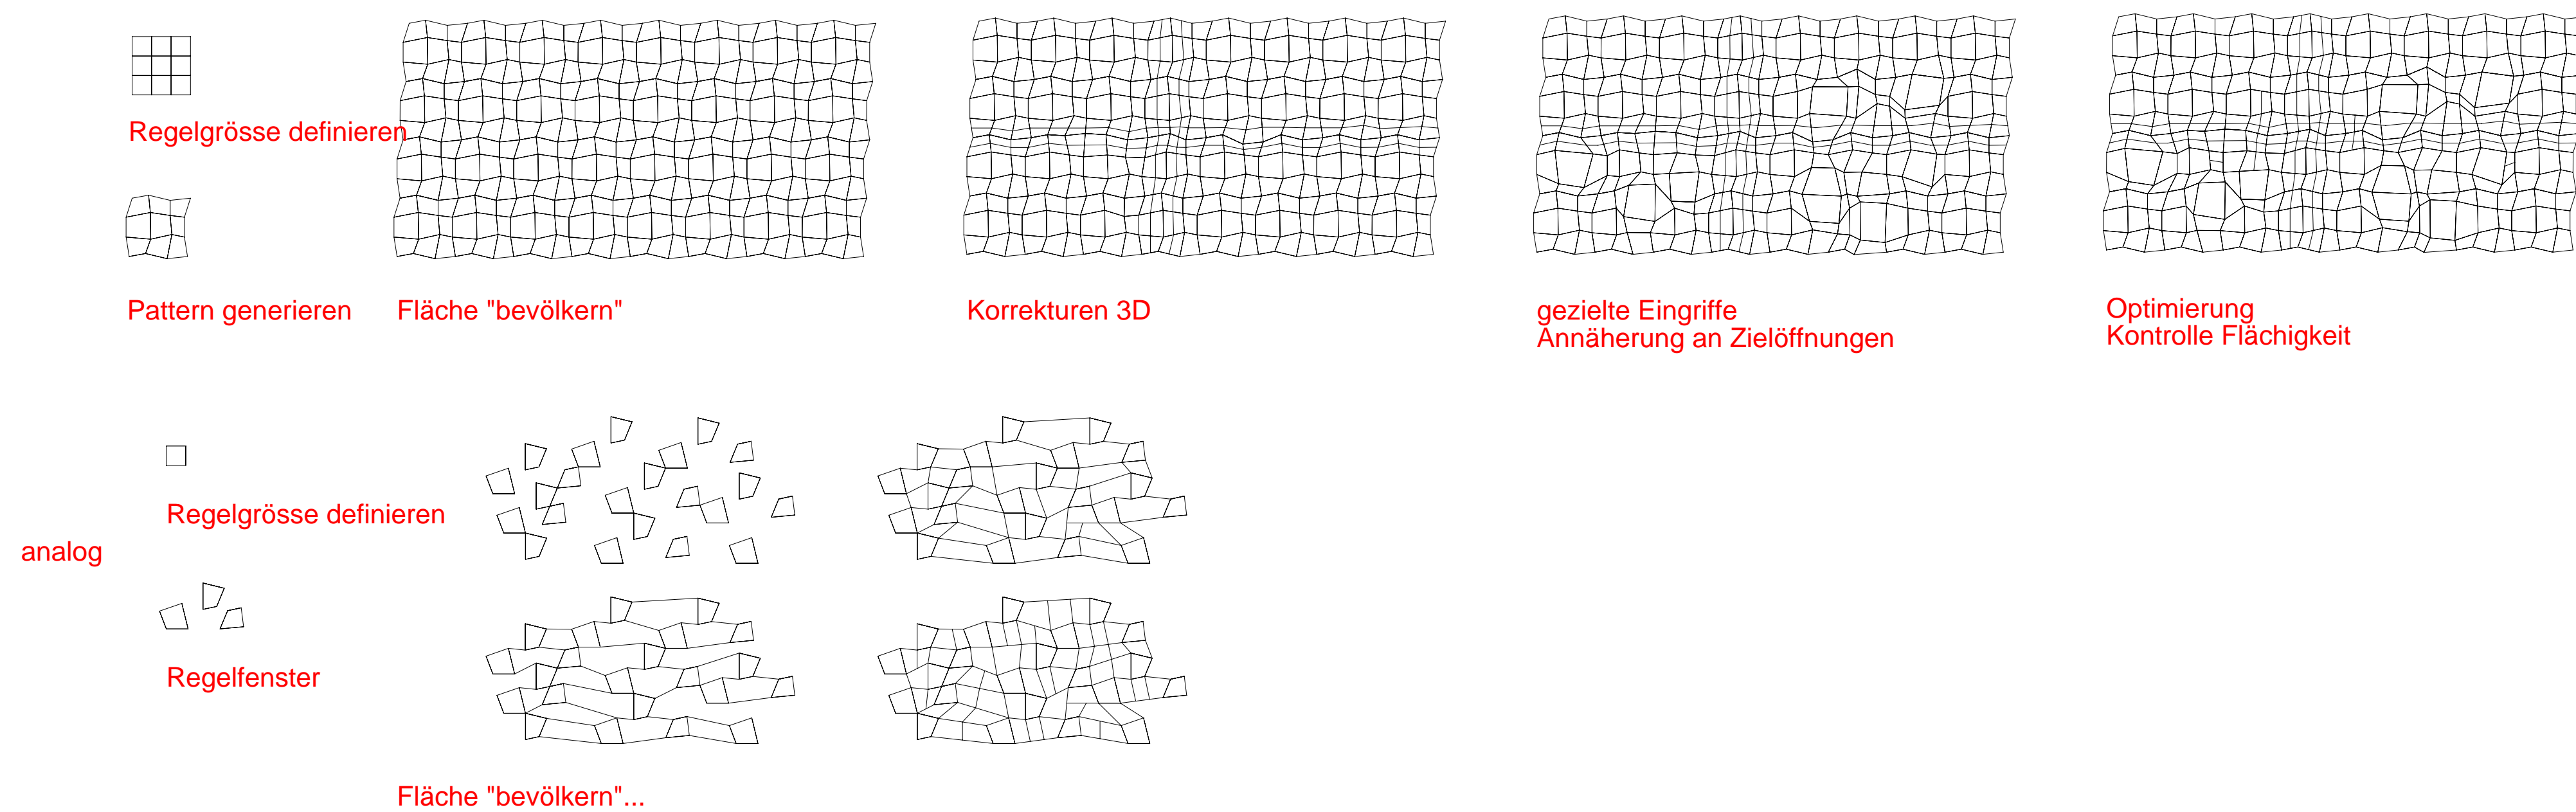 Regelgrösse definieren
Pattern generieren
Fläche "bevölkern"
Korrekturen 3D
gezielte Eingriffe
Annäherung an Zielöffnungen
Optimierung
Kontrolle Flächigkeit
analog
Regelgrösse definieren
Regelfenster
Fläche "bevölkern"...